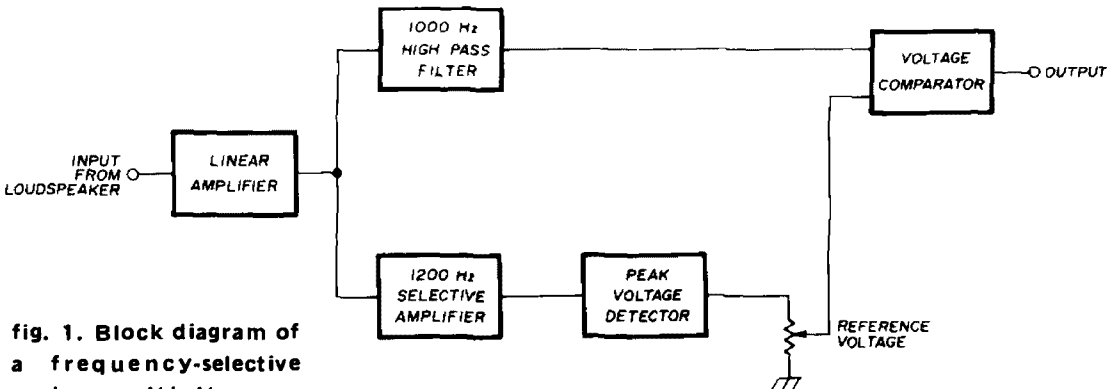 1000 Hz
HIGH PASS
FILTER
VOLTAGE
COMPARATOR
OUTPUT
INPUT
FROM
LOUDSPEAKER
LINEAR
AMPLIFIER
1200 Hz
SELECTIVE
AMPLIFIER
PEAK
VOLTAGE
DETECTOR
REFERENCE
VOLTAGE
fig. 1. Block diagram of
a frequency-selective